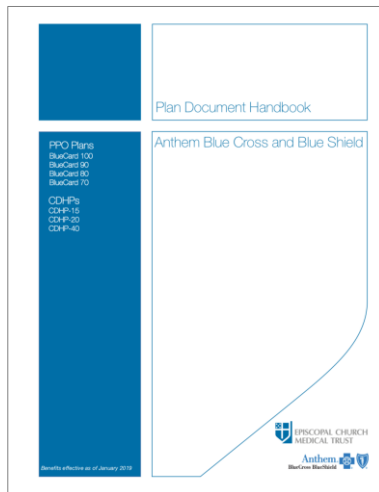 Plan Document Handbook
Anthem Blue Cross and Blue Shield
PPO Plans
BlueCard 100
BlueCard 90
BlueCard 80
BlueCard 70
CDHPs
CDHP-15
CDHP-20
CDHP-40
EPISCOPAL CHURCH
MEDICAL TRUST
Anthem
BlueCross BlueShield
Benefits effective as of January 2019